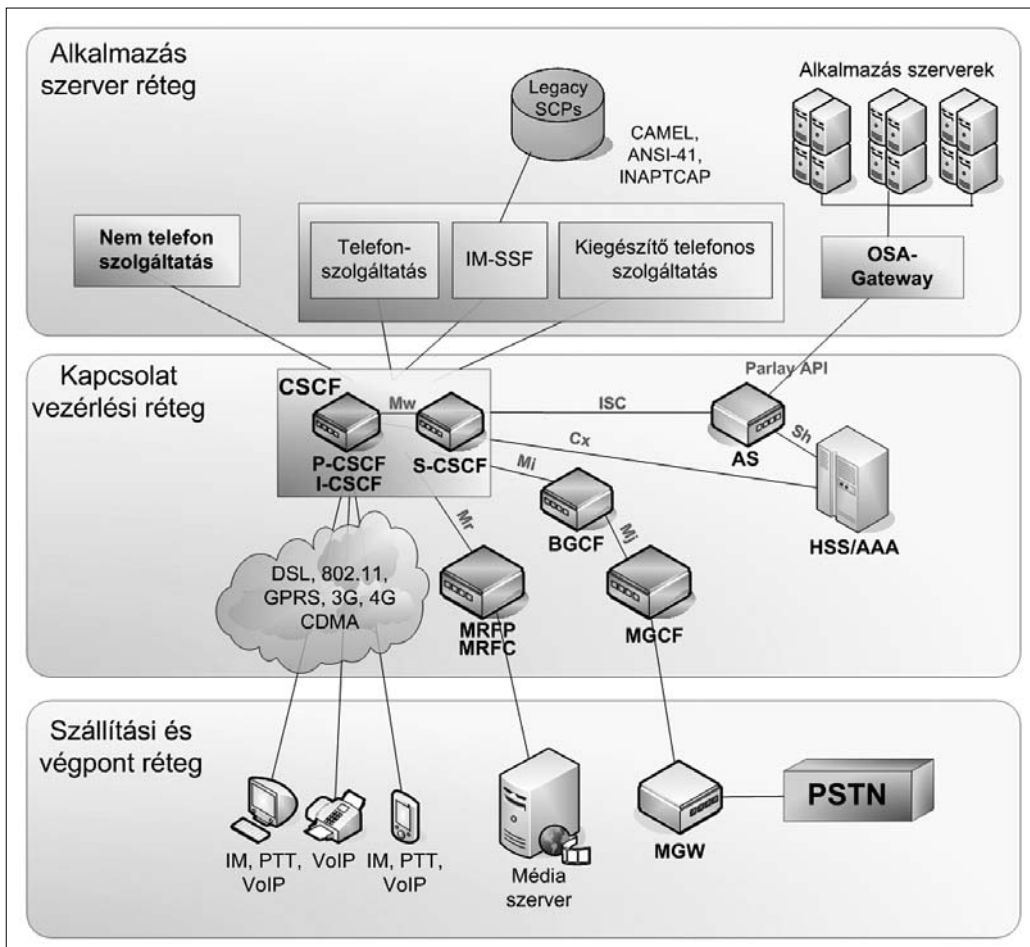 Alkalmazás
szerver réteg
Legacy
SCPs
CAMEL,
ANSI-41,
INAPTCAP
Alkalmazás szerverek
Nem telefon
szolgáltatás
Telefon-
szolgáltatás
IM-SSF
Kiegészítő telefonos
szolgáltatás
OSA-
Gateway
Kapcsolat
vezérlési réteg
CSCF
Mw
P-CSCF
I-CSCF
S-CSCF
ISC
Parlay API
AS
Sh
Cx
HSS/AAA
Mi
BGCF
Mj
Mr
DSL, 802.11,
GPRS, 3G, 4G
CDMA
MRFP
MRFC
MGCF
Szállítási és
végpont réteg
IM, PTT,
VoIP
VoIP
IM, PTT,
VoIP
Média
szerver
MGW
PSTN